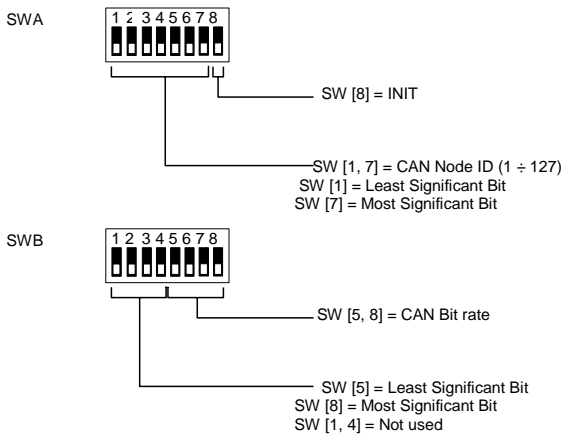 SWA
1 2 3 4 5 6 7 8
SW [8] = INIT
SW [1, 7] = CAN Node ID (1 ÷ 127)
SW [1] = Least Significant Bit
SW [7] = Most Significant Bit
SWB
1 2 3 4 5 6 7 8
SW [5, 8] = CAN Bit rate
SW [5] = Least Significant Bit
SW [8] = Most Significant Bit
SW [1, 4] = Not used